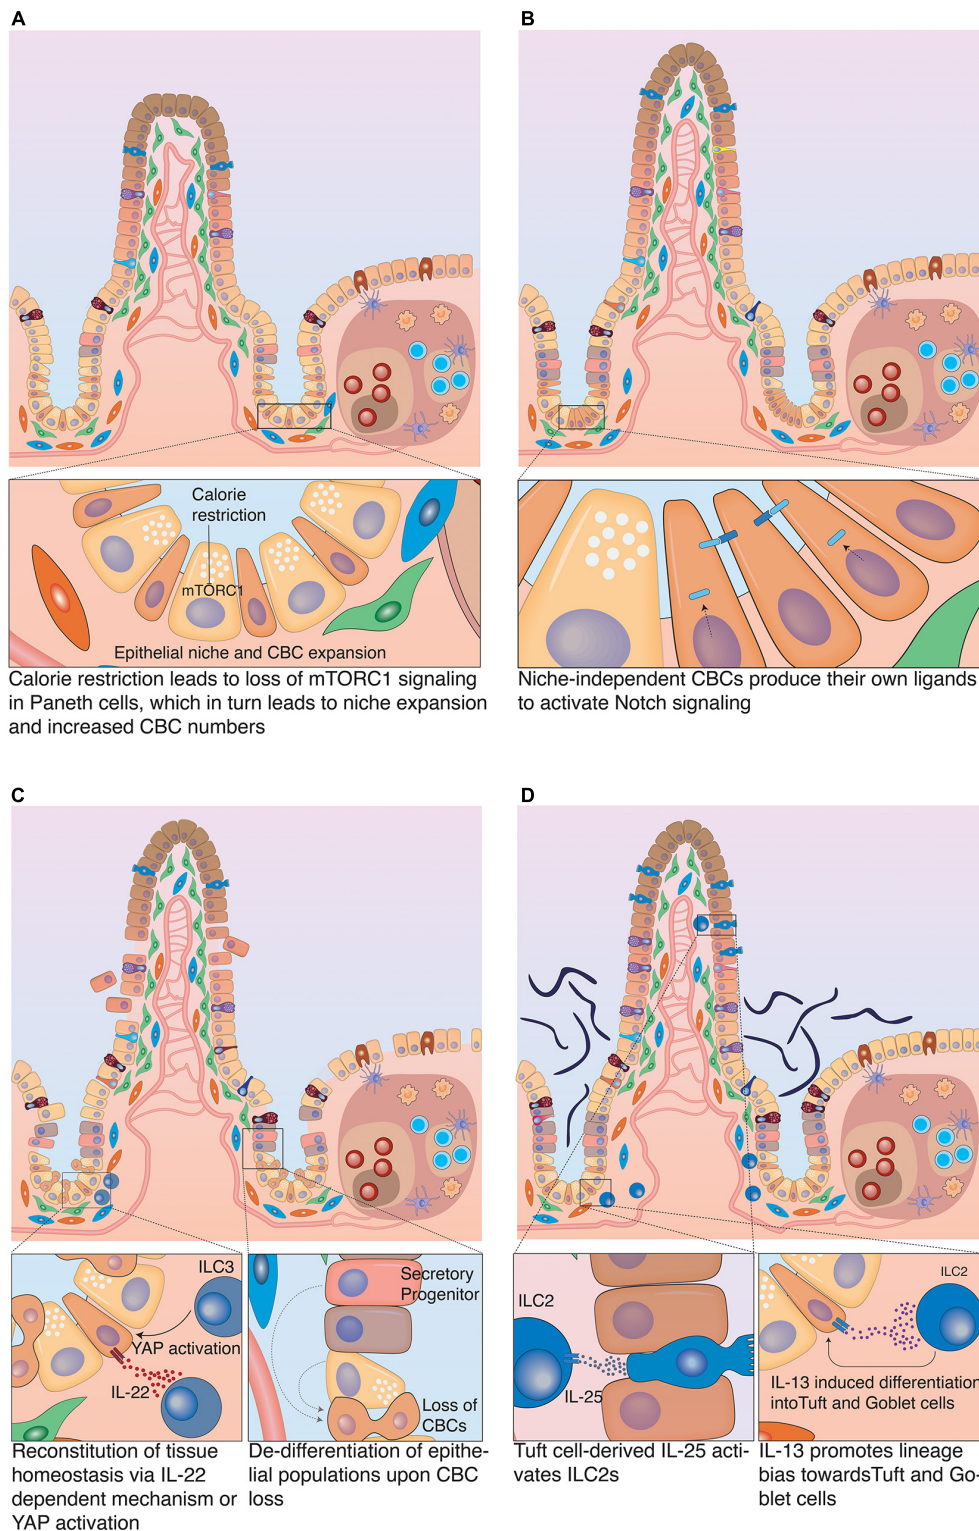 A
B
Calorie
restriction
mTORC1
Epithelial niche and CBC expansion
Calorie restriction leads to loss of mTORC1 signaling
in Paneth cells, which in turn leads to niche expansion
and increased CBC numbers
Niche-independent CBCs produce their own ligands
to activate Notch signaling
C
D
ILC3
YAP activation
IL-22
Secretory
Progenitor
Loss of
CBCs
ILC2
IL-25
ILC2
IL-13 induced differentiation
intoTuft and Goblet cells
Reconstitution of tissue
homeostasis via IL-22
dependent mechanism or
YAP activation
De-differentiation of epithe-
lial populations upon CBC
loss
Tuft cell-derived IL-25 acti-
vates ILC2s
IL-13 promotes lineage
bias towardsTuft and Go-
blet cells